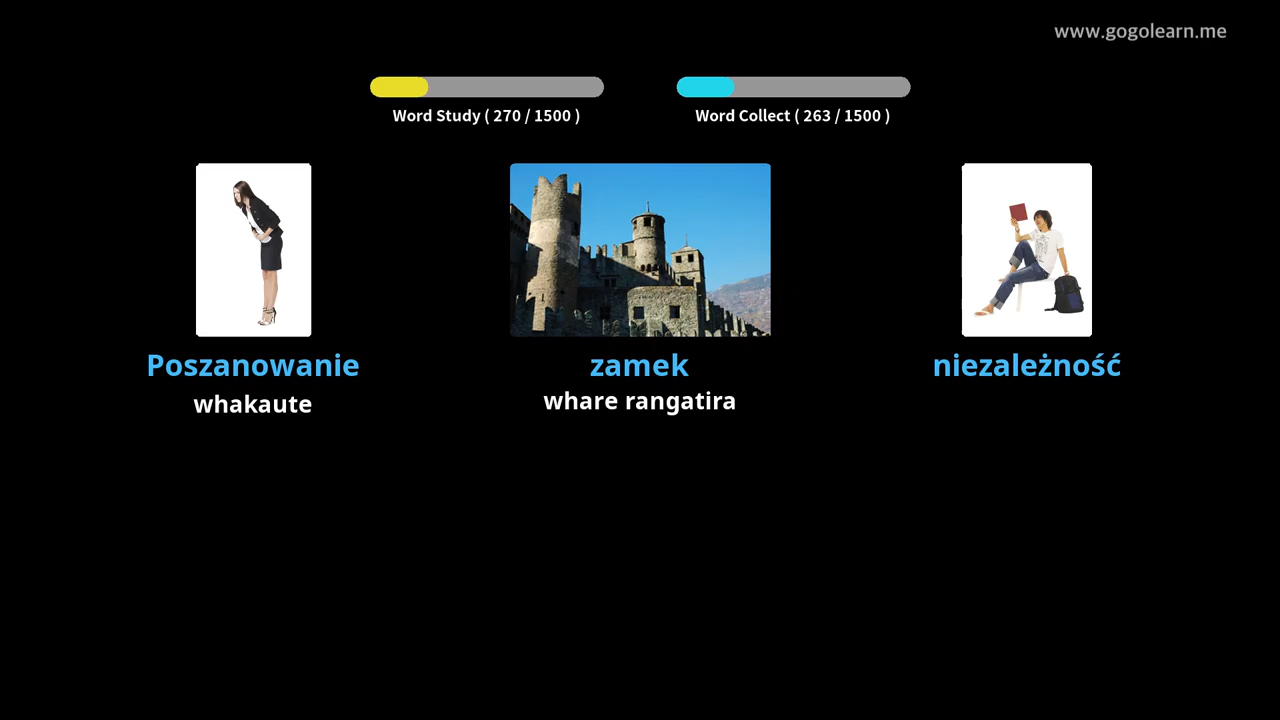 www.gogolearn.me
Word Study ( 270 / 1500 )
Word Collect ( 263 / 1500 )
Poszanowanie
zamek
niezależność
whakaute
whare rangatira